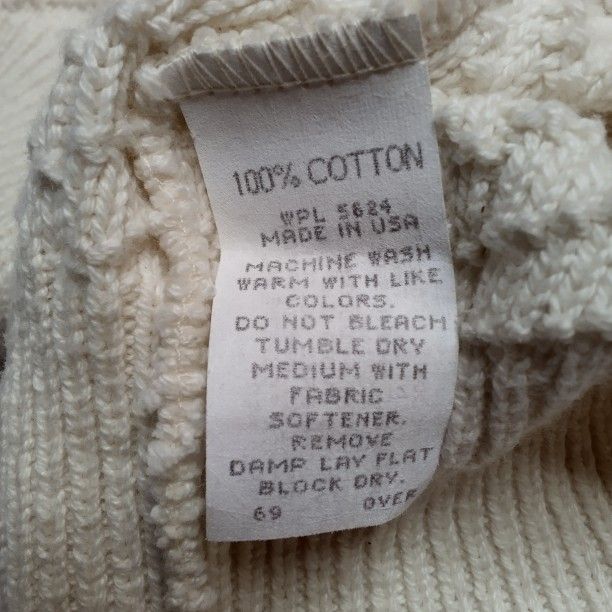 100% COTTON
WPL 5624
MADE IN USA
MACHINE WASH
WARM WITH LIKE
COLORS.
DO NOT BLEACH
TUMBLE DRY
MEDIUM WITH
FABRIC
SOFTENER.
REMOVE
DAMP LAY FLAT
BLOCK DRY.
69 OVER